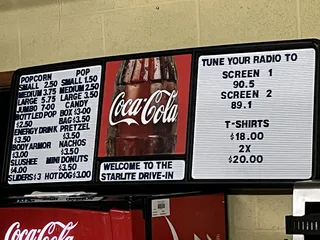 POPCORN
SMALL 2.50
MEDIUM 3.75
LARGE 5.75
JUMBO 7.00
BOTTLED POP
$2.50
ENERGY DRINK
$3.50
BODY ARMOR
$3.00
SLUSHEE
$4.00
SLIDERS $3
POP
SMALL 1.50
MEDIUM 2.50
LARGE 3.50
CANDY
BOX $3.00
BAG $3.50
PRETZEL
$3.50
NACHOS
$3.50
MINI DONUTS
$3.50
HOTDOG $3.00
Coca-Cola
WELCOME TO THE
STARLITE DRIVE-IN
TUNE YOUR RADIO TO
SCREEN 1
90.5
SCREEN 2
89.1
T-SHIRTS
$18.00
2X
$20.00
Coca-Cola